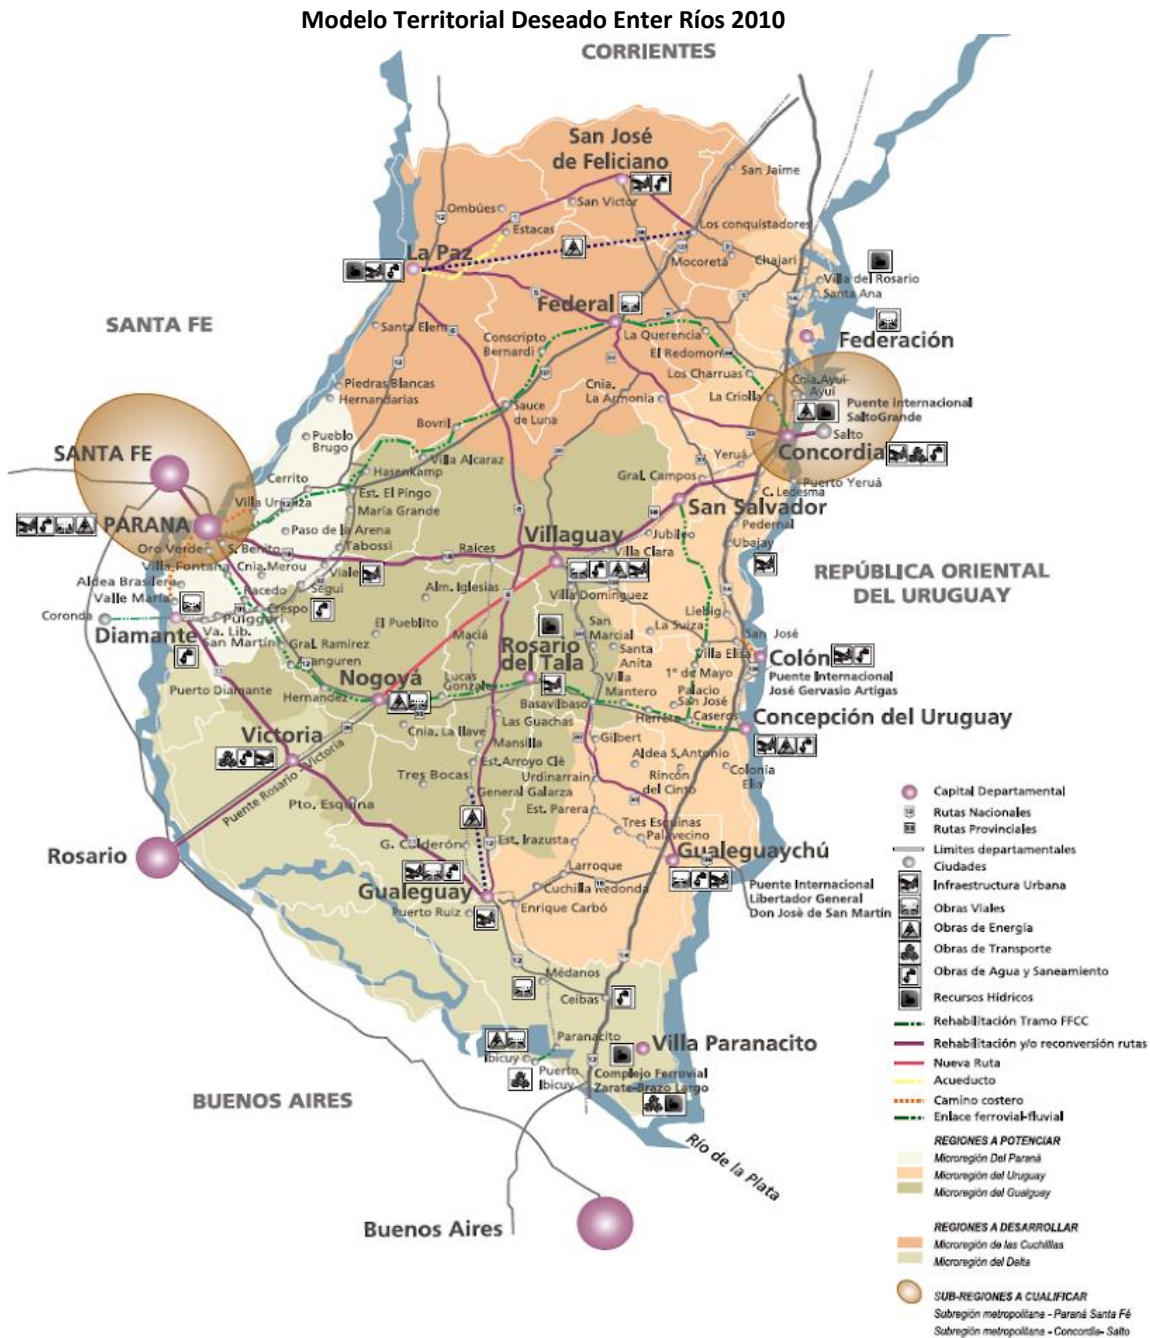 Modelo Territorial Deseado Enter Ríos 2010
CORRIENTES
San José
de Feliciano
San Jaime
San Victor
Ombúes
Estacas
Los conquistadores
La Paz
Mocoretá
Chajari
Villa del Rosario
Santa Ana
Federal
SANTA FE
Santa Elena
Conscripto
Bernardi
La Querencia
El Redomon
Federación
Los Charruas
Cnia.Ayui-
Ayui
Piedras Blancas
Hernandarias
Cnia.
La Armonia
La Criolla
Puente Internacional
SaltoGrande
Sauce
de Luna
Bovril
Salto
Concordia
Pueblo
Brugo
SANTA FE
Villa Alcaraz
Hasenkamp
Yeruá
Cerrito
Gral. Campos
Puerto Yeruá
Est. El Pingo
C. Ledesma
Villa Urquiza
María Grande
San Salvador
PARANA
Paso de la Arena
Pedernal
Villaguay
Jubileo
Ubajay
Oro Verde
S. Benito
Tabossi
Raíces
Villa Clara
Villa Fontana
Cnia.Merou
Viale
REPÚBLICA ORIENTAL
DEL URUGUAY
Aldea Brasilera
Segui
Alm. Iglesias
Villa Dominguez
Valle María
Racedo
Crespo
Coronda
Puiggari
El Pueblito
San
Marcial
Liebig
La Suiza
Diamante
Va. Lib.
San Martín
Maciá
San José
Gral. Ramírez
Rosario
del Tala
Santa
Anita
Villa Elisa
Colón
Aranguren
1° de Mayo
Puente Internacional
José Gervasio Artigas
Puerto Diamante
Nogoyá
Lucas
Gonzalez
Villa
Mantero
Palacio
San José
Hernandez
Basavilbaso
Herrera
Caseros
Concepción del Uruguay
Las Guachas
Victoria
Cnia. La llave
Mansilla
Gilbert
Puente Rosario - Victoria
Est.Arroyo Clé
Aldea S.Antonio
Colonia
Elia
Tres Bocas
Urdinarrain
Rincón
del Cinto
General Galarza
Pto. Esquina
Est. Parera
Tres Esquinas
Palavecino
Rosario
G. Calderón
Est. Irazusta
Gualeguaychú
Larroque
Gualeguay
Cuchilla Redonda
Puente Internacional
Libertador General
Don Josè de San Martín
Puerto Ruiz
Enrique Carbó
Médanos
Ceibas
Paranacito
Villa Paranacito
Ibicuy
Puerto
Ibicuy
Complejo Ferrovial
Zarate-Brazo Largo
BUENOS AIRES
Río de la Plata
Buenos Aires
Capital Departamental
Rutas Nacionales
Rutas Provinciales
Limites departamentales
Ciudades
Infraestructura Urbana
Obras Viales
Obras de Energía
Obras de Transporte
Obras de Agua y Saneamiento
Recursos Hídricos
Rehabilitación Tramo FFCC
Rehabilitación y/o reconversión rutas
Nueva Ruta
Acueducto
Camino costero
Enlace ferrovial-fluvial
REGIONES A POTENCIAR
Microregión Del Paraná
Microregión del Uruguay
Microregión del Gualguay
REGIONES A DESARROLLAR
Microregión de las Cuchilllas
Microregión del Delta
SUB-REGIONES A CUALIFICAR
Subregión metropolitana - Paraná Santa Fé
Subregión metropolitana - Concordia- Salto